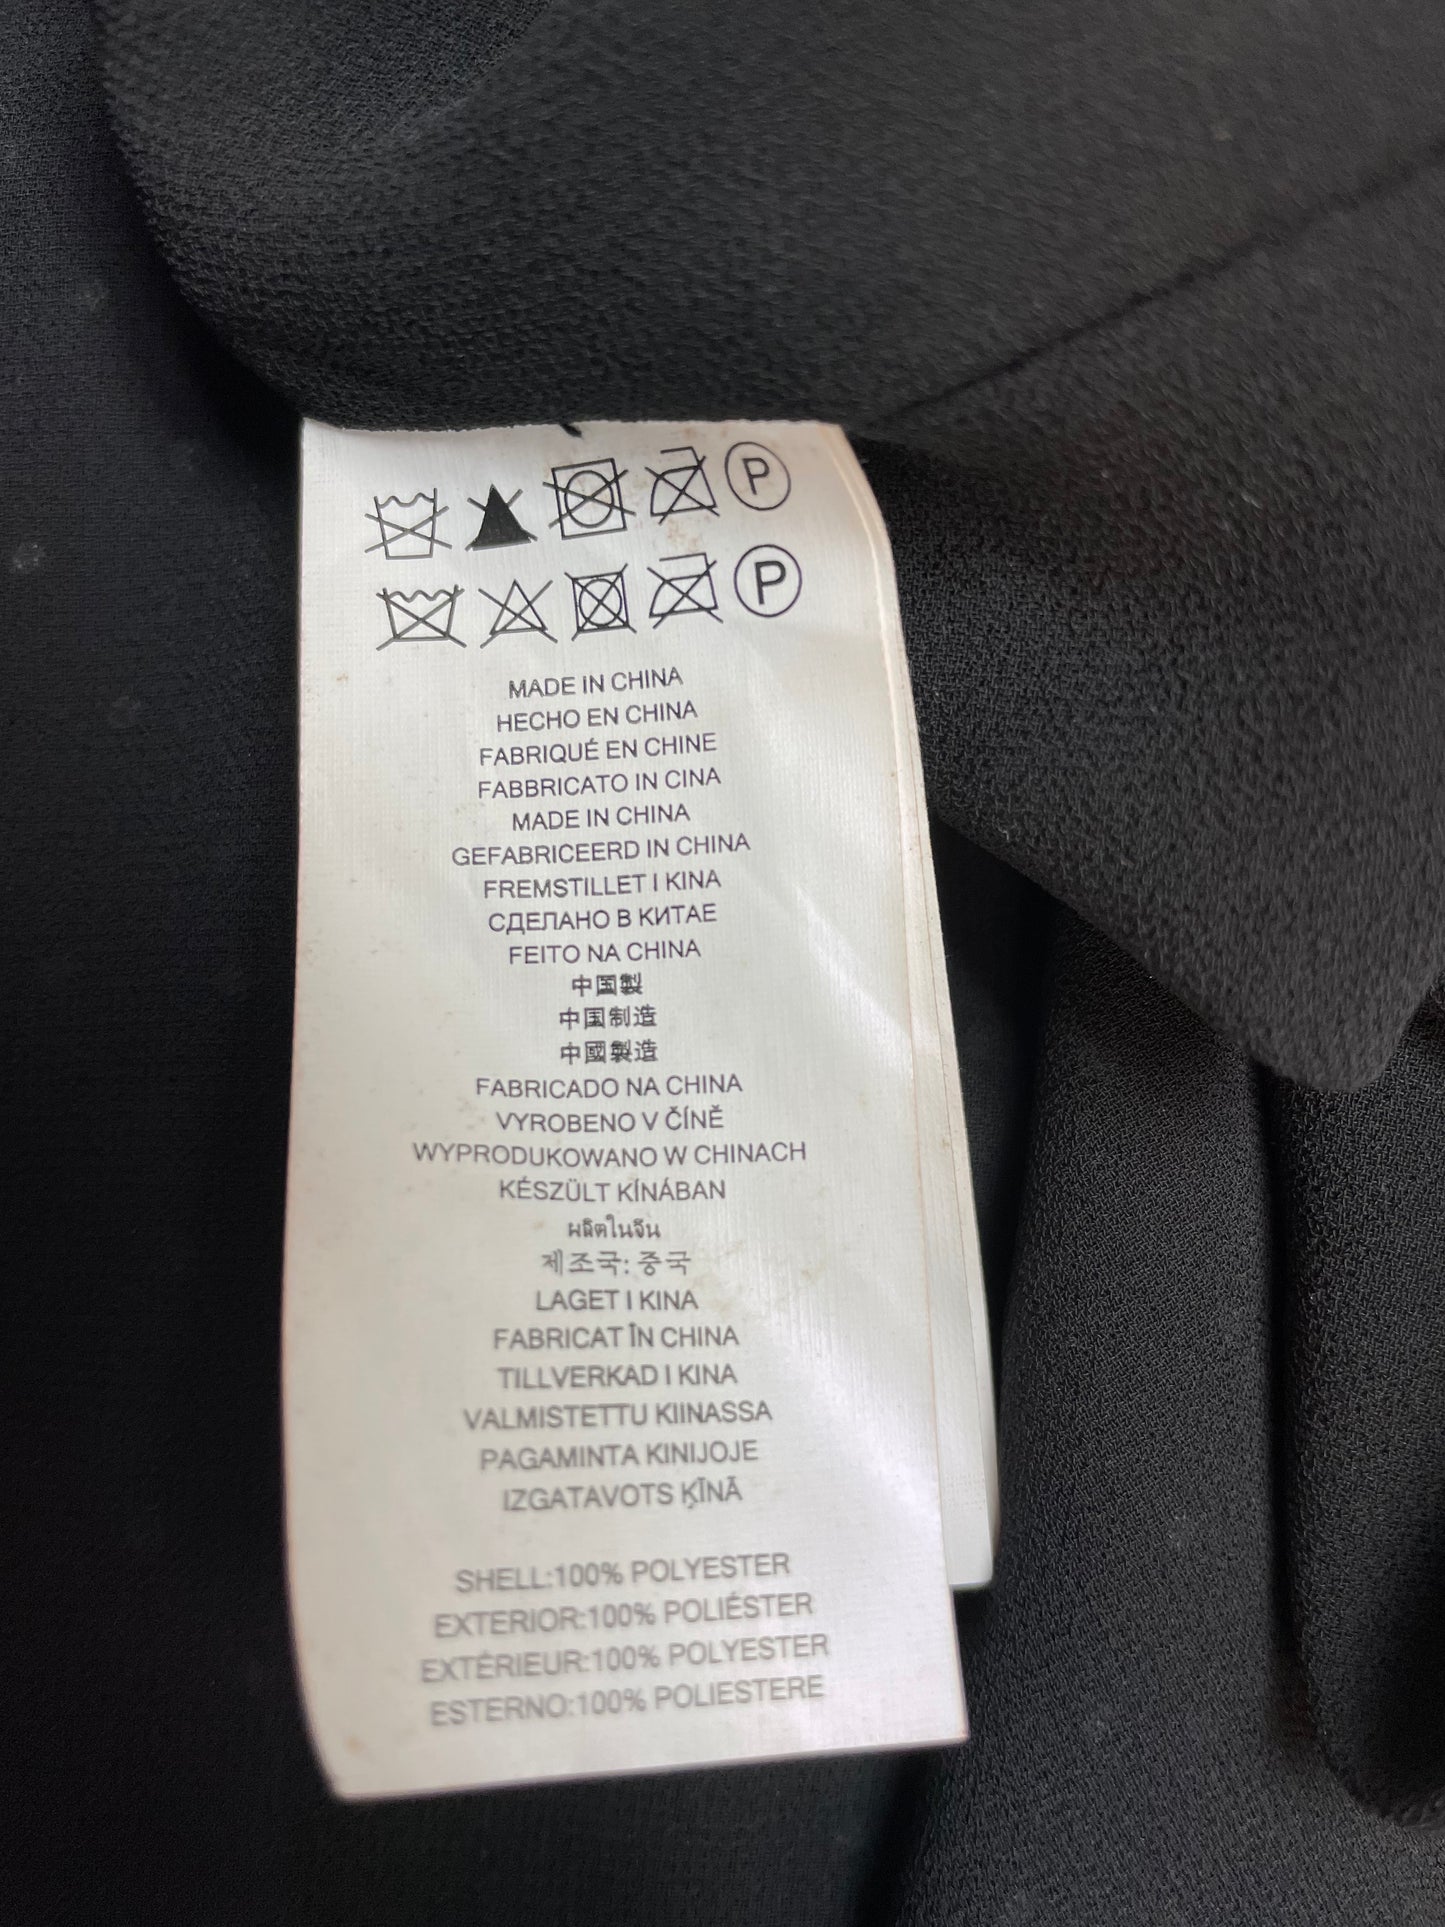 P
P
MADE IN CHINA
HECHO EN CHINA
FABRIQUÉ EN CHINE
FABBRICATO IN CINA
MADE IN CHINA
GEFABRICEERD IN CHINA
FREMSTILLET I KINA
СДЕЛАНО В КИТАЕ
FEITO NA CHINA
中国製
中国制造
中國製造
FABRICADO NA CHINA
VYROBENO V ČÍNĚ
WYPRODUKOWANO W CHINACH
KÉSZÜLT KÍNÁBAN
ผลิตในจีน
제조국: 중국
LAGET I KINA
FABRICAT ÎN CHINA
TILLVERKAD I KINA
VALMISTETTU KIINASSA
PAGAMINTA KINIJOJE
IZGATAVOTS ĶĪNĀ
SHELL:100% POLYESTER
EXTERIOR:100% POLIÉSTER
EXTÉRIEUR:100% POLYESTER
ESTERNO:100% POLIESTERE